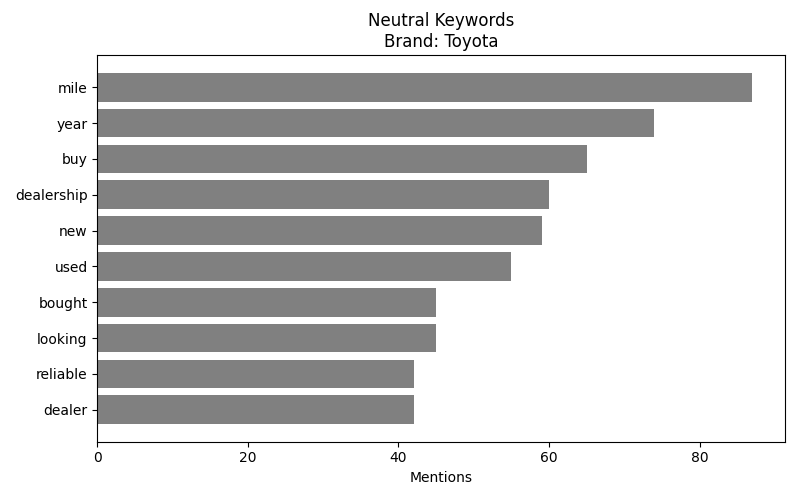 Neutral Keywords
Brand: Toyota
mile
year
buy
dealership
new
used
bought
looking
reliable
dealer
0 20 40 60 80
Mentions